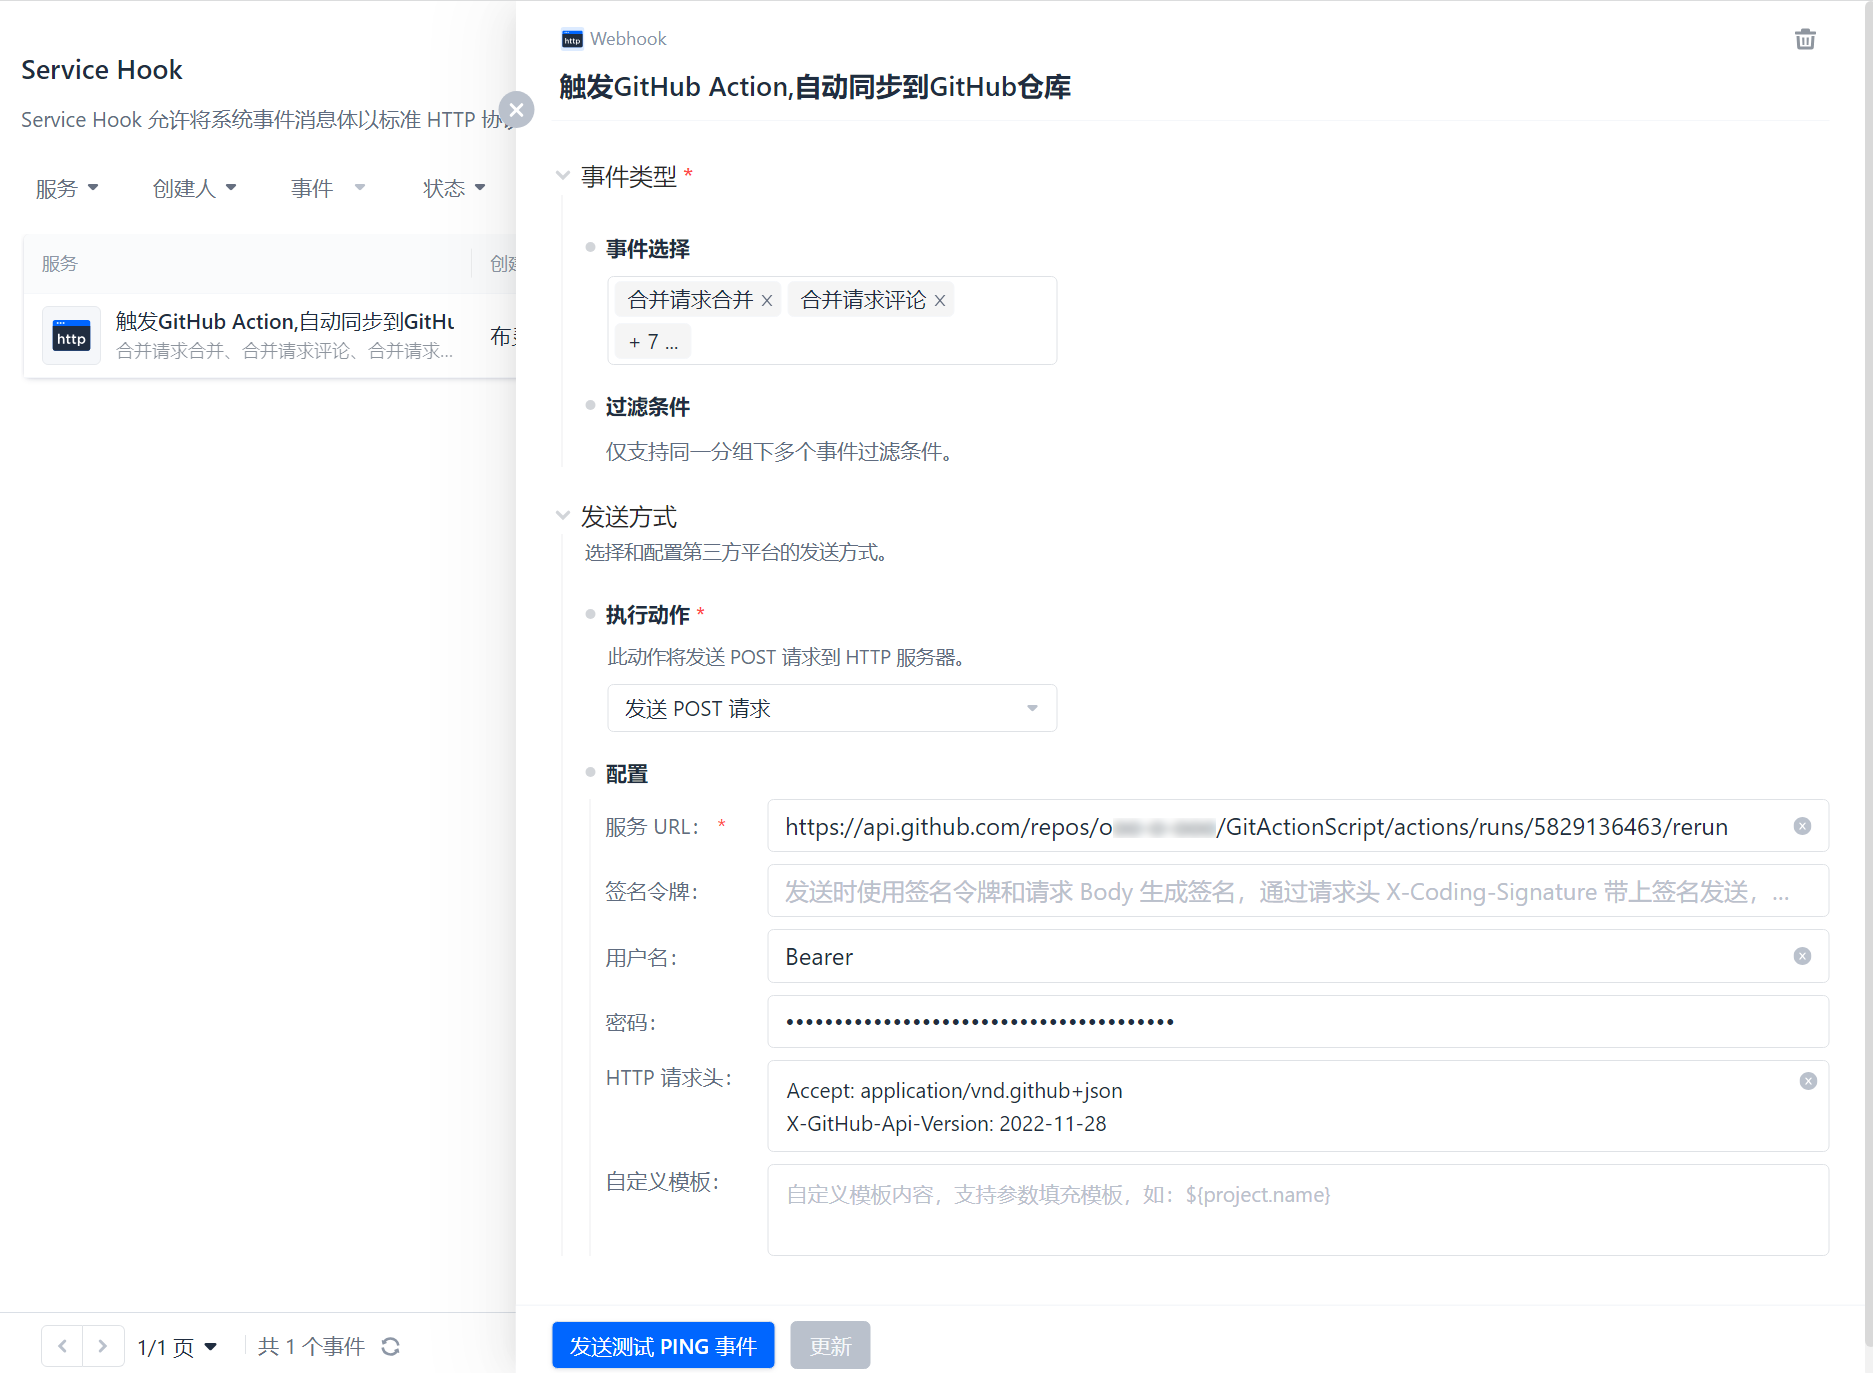 Service Hook
Service Hook 允许将系统事件消息体以标准 HTTP 协
服务
创建人
事件
状态
服务
创建
http
触发GitHub Action,自动同步到GitHu
合并请求合并、合并请求评论、合并请求...
布
1/1 页
共 1 个事件
http
Webhook
触发GitHub Action,自动同步到GitHub仓库
事件类型 *
事件选择
合并请求合并
合并请求评论
+ 7 ...
过滤条件
仅支持同一分组下多个事件过滤条件。
发送方式
选择和配置第三方平台的发送方式。
执行动作 *
此动作将发送 POST 请求到 HTTP 服务器。
发送 POST 请求
配置
服务 URL： *
https://api.github.com/repos/o /GitActionScript/actions/runs/5829136463/rerun
签名令牌：
发送时使用签名令牌和请求 Body 生成签名，通过请求头 X-Coding-Signature 带上签名发送，...
用户名：
Bearer
密码：
••••••••••••••••••••••••••••••••••••••••
HTTP 请求头：
Accept: application/vnd.github+json
X-GitHub-Api-Version: 2022-11-28
自定义模板：
自定义模板内容，支持参数填充模板，如：${project.name}
发送测试 PING 事件
更新